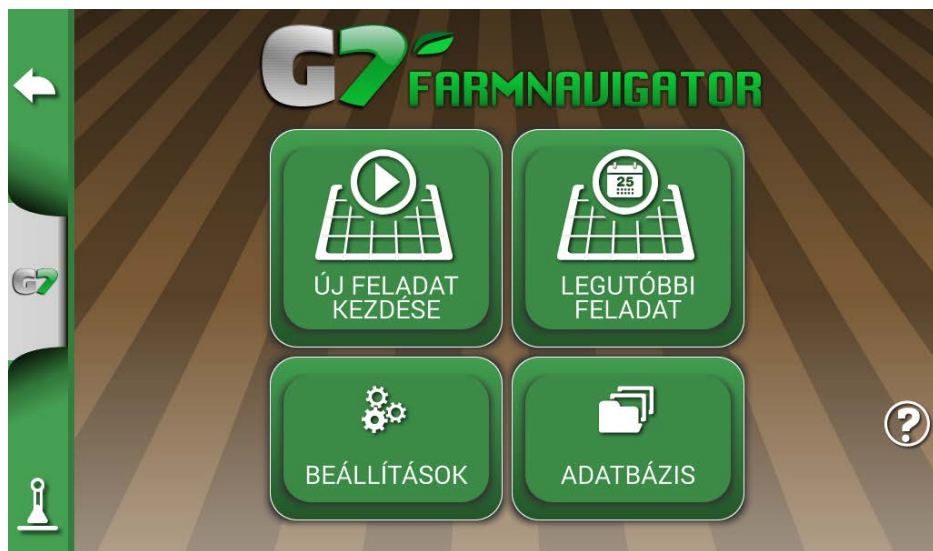 G7 FARMNAVIGATOR
25
ÚJ FELADAT
KEZDÉSE
LEGUTÓBBI
FELADAT
G7
BEÁLLÍTÁSOK
ADATBÁZIS
?